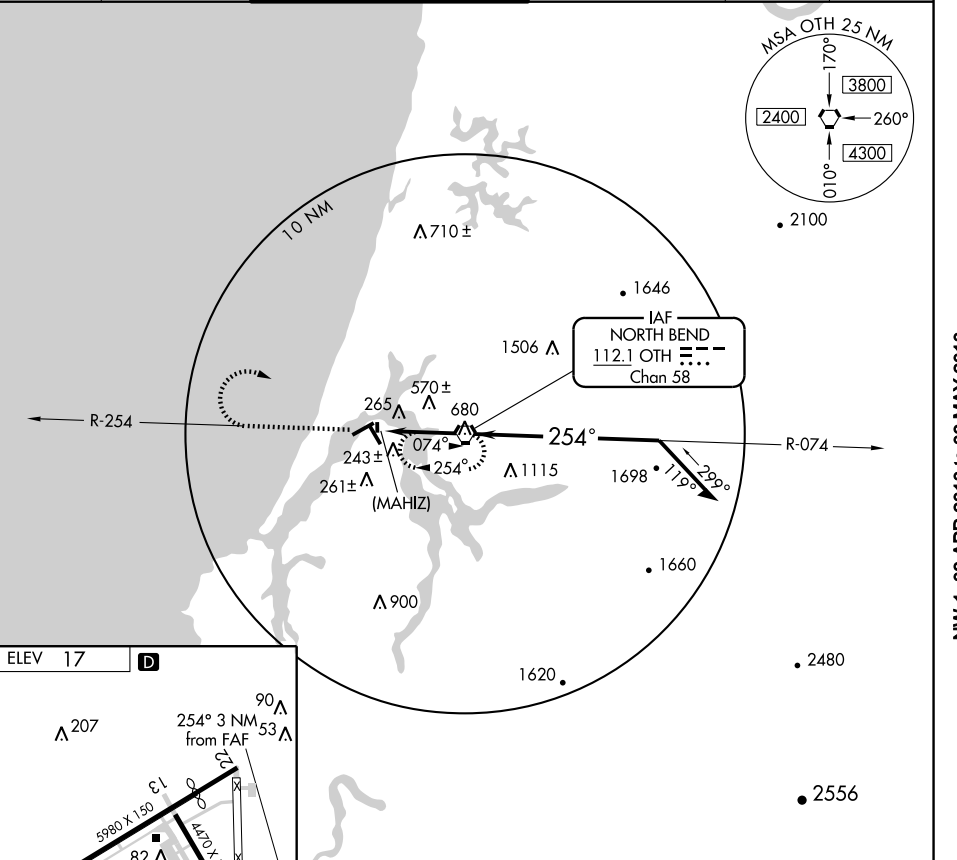 MSA OTH 25 NM
170°
3800
2400
260°
4300
010°
10 NM
2100
710±
1646
IAF
NORTH BEND
112.1 OTH
Chan 58
1506
570±
265
680
R-254
074°
254°
254°
R-074
243±
1115
1698
119°
299°
261±
(MAHIZ)
1660
900
1620
2480
ELEV 17
D
90
207
254° 3 NM
from FAF
53
22
13
X
5980 X 150
4470 X
82
X
2556